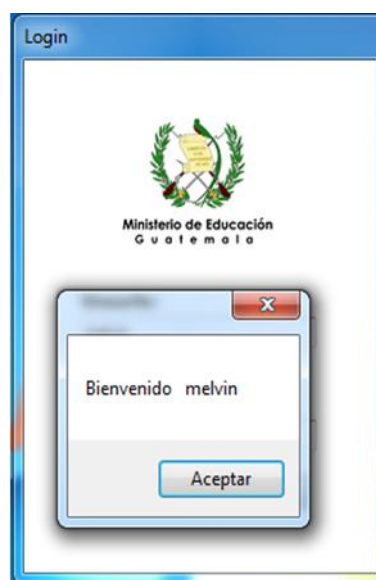 Login
Ministerio de Educación
Guatemala
Bienvenido melvin
Aceptar